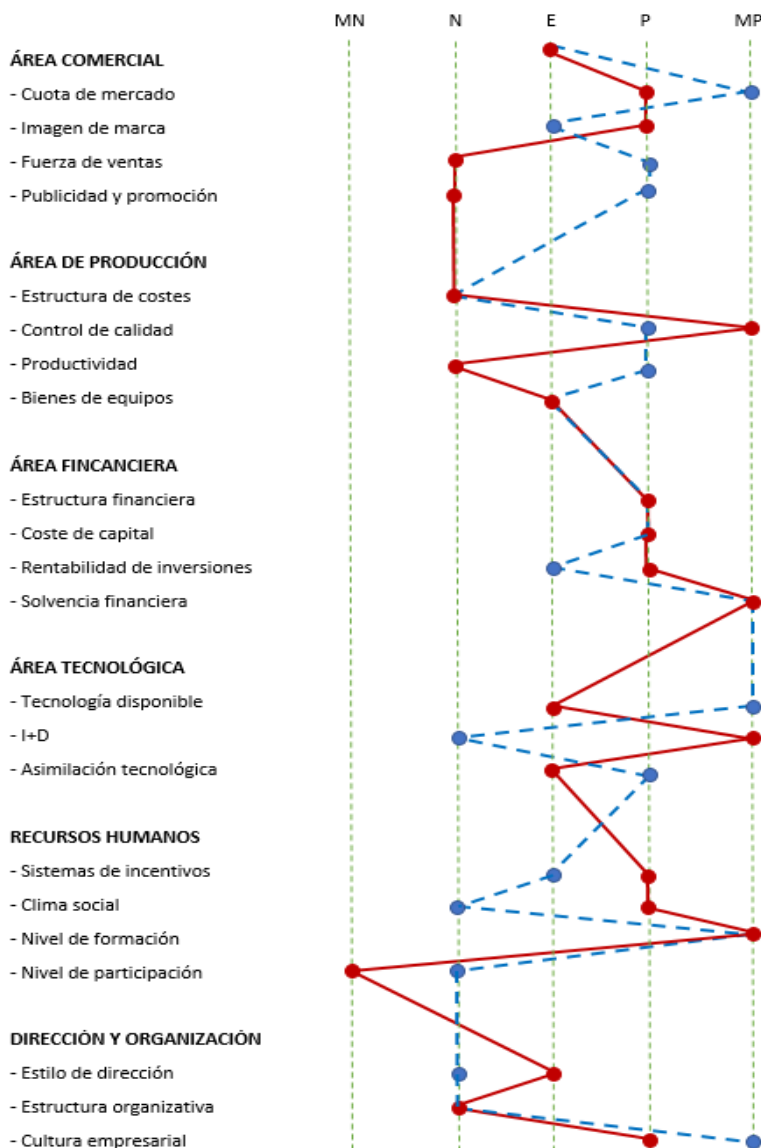 MN N E P MP
ÁREA COMERCIAL
- Cuota de mercado
- Imagen de marca
- Fuerza de ventas
- Publicidad y promoción
ÁREA DE PRODUCCIÓN
- Estructura de costes
- Control de calidad
- Productividad
- Bienes de equipos
ÁREA FINCANCIERA
- Estructura financiera
- Coste de capital
- Rentabilidad de inversiones
- Solvencia financiera
ÁREA TECNOLÓGICA
- Tecnología disponible
- I+D
- Asimilación tecnológica
RECURSOS HUMANOS
- Sistemas de incentivos
- Clima social
- Nivel de formación
- Nivel de participación
DIRECCIÓN Y ORGANIZACIÓN
- Estilo de dirección
- Estructura organizativa
- Cultura empresarial